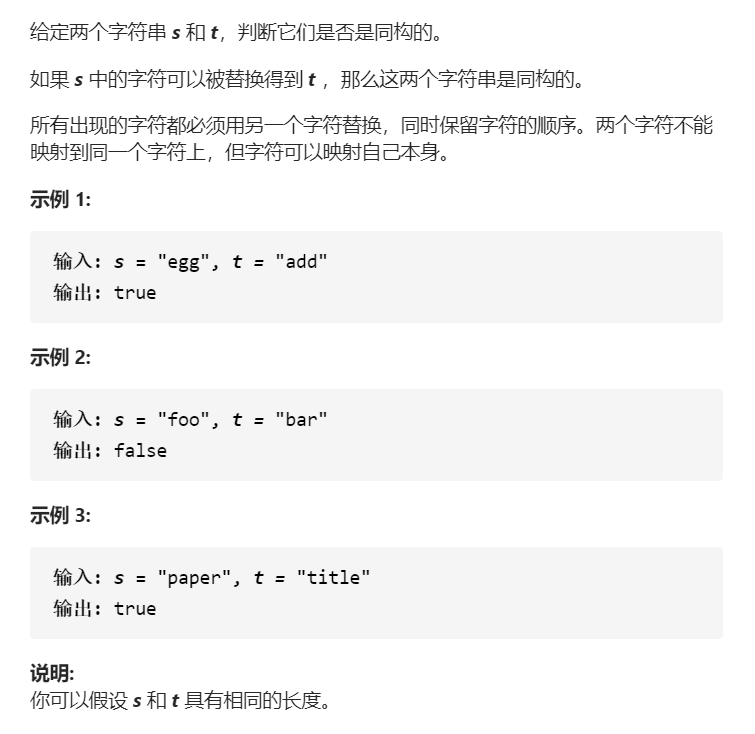 给定两个字符串 s 和 t，判断它们是否是同构的。
如果 s 中的字符可以被替换得到 t ，那么这两个字符串是同构的。
所有出现的字符都必须用另一个字符替换，同时保留字符的顺序。两个字符不能
映射到同一个字符上，但字符可以映射自己本身。
示例 1:
输入: s = "egg", t = "add"
输出: true
示例 2:
输入: s = "foo", t = "bar"
输出: false
示例 3:
输入: s = "paper", t = "title"
输出: true
说明:
你可以假设 s 和 t 具有相同的长度。